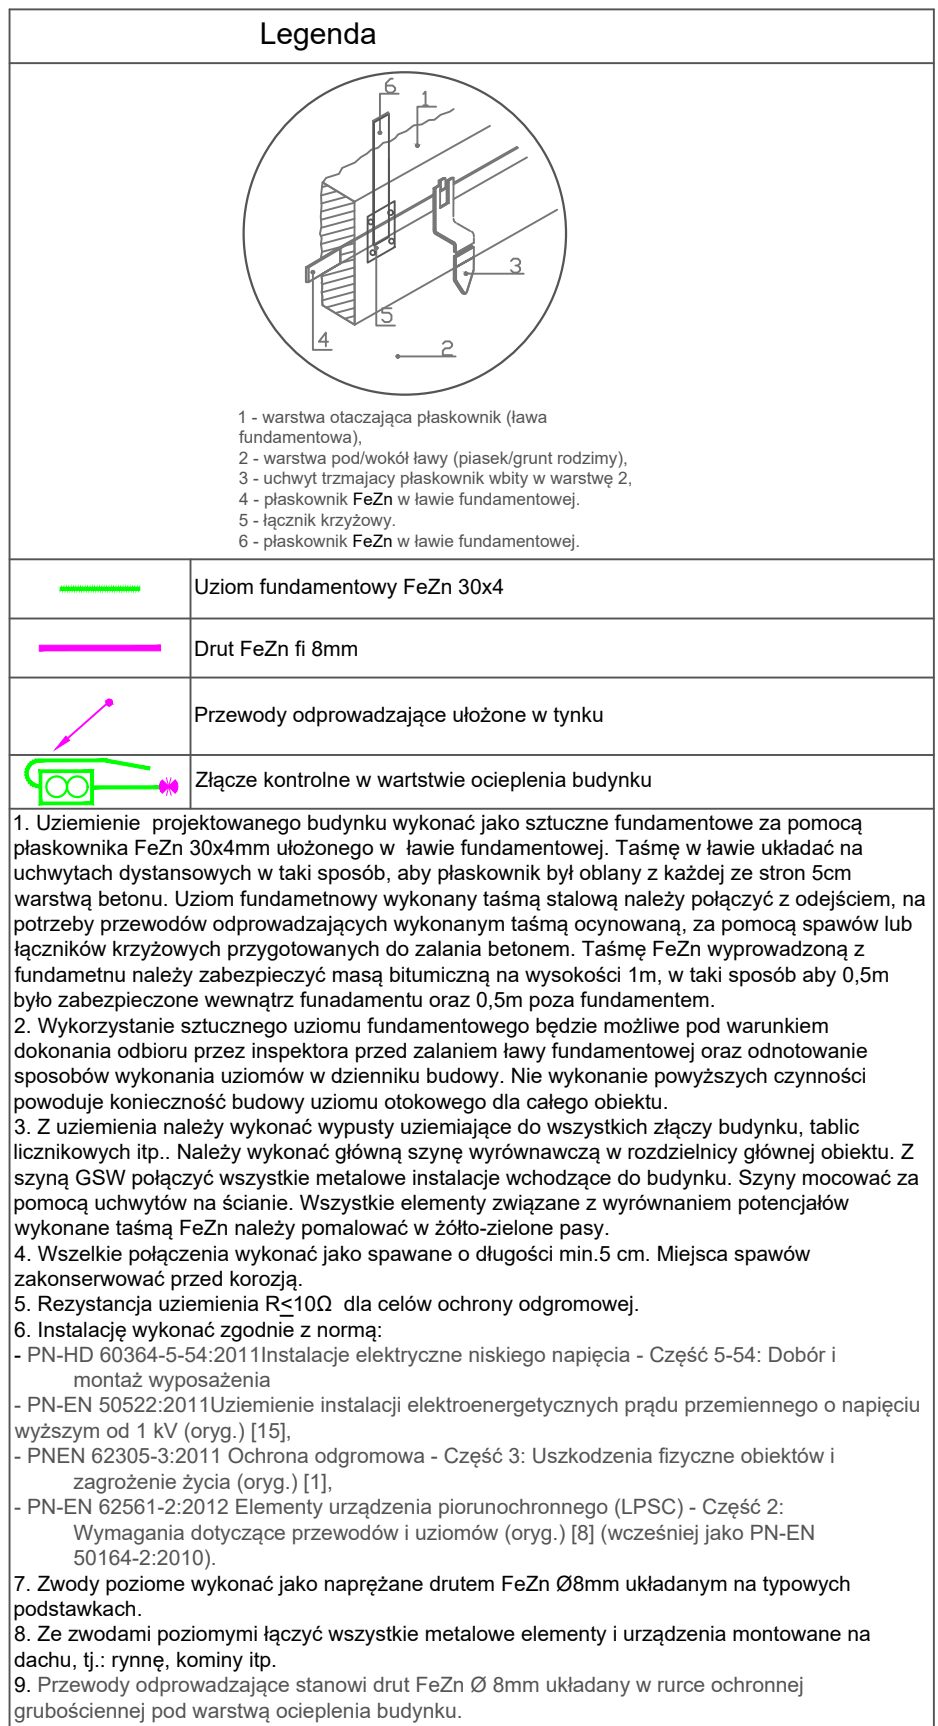 Legenda
6
1
3
5
4
2
1 - warstwa otaczająca płaskownik (ława
fundamentowa),
2 - warstwa pod/wokół ławy (piasek/grunt rodzimy),
3 - uchwyt trzmajacy płaskownik wbity w warstwę 2,
4 - płaskownik FeZn w ławie fundamentowej.
5 - łącznik krzyżowy.
6 - płaskownik FeZn w ławie fundamentowej.
Uziom fundamentowy FeZn 30x4
Drut FeZn fi 8mm
Przewody odprowadzające ułożone w tynku
Złącze kontrolne w wartstwie ocieplenia budynku
1. Uziemienie projektowanego budynku wykonać jako sztuczne fundamentowe za pomocą
płaskownika FeZn 30x4mm ułożonego w ławie fundamentowej. Taśmę w ławie układać na
uchwytach dystansowych w taki sposób, aby płaskownik był oblany z każdej ze stron 5cm
warstwą betonu. Uziom fundametnowy wykonany taśmą stalową należy połączyć z odejściem, na
potrzeby przewodów odprowadzających wykonanym taśmą ocynowaną, za pomocą spawów lub
łączników krzyżowych przygotowanych do zalania betonem. Taśmę FeZn wyprowadzoną z
fundametnu należy zabezpieczyć masą bitumiczną na wysokości 1m, w taki sposób aby 0,5m
było zabezpieczone wewnątrz funadamentu oraz 0,5m poza fundamentem.
2. Wykorzystanie sztucznego uziomu fundamentowego będzie możliwe pod warunkiem
dokonania odbioru przez inspektora przed zalaniem ławy fundamentowej oraz odnotowanie
sposobów wykonania uziomów w dzienniku budowy. Nie wykonanie powyższych czynności
powoduje konieczność budowy uziomu otokowego dla całego obiektu.
3. Z uziemienia należy wykonać wypusty uziemiające do wszystkich złączy budynku, tablic
licznikowych itp.. Należy wykonać główną szynę wyrównawczą w rozdzielnicy głównej obiektu. Z
szyną GSW połączyć wszystkie metalowe instalacje wchodzące do budynku. Szyny mocować za
pomocą uchwytów na ścianie. Wszystkie elementy związane z wyrównaniem potencjałów
wykonane taśmą FeZn należy pomalować w żółto-zielone pasy.
4. Wszelkie połączenia wykonać jako spawane o długości min.5 cm. Miejsca spawów
zakonserwować przed korozją.
5. Rezystancja uziemienia R≤10Ω dla celów ochrony odgromowej.
6. Instalację wykonać zgodnie z normą:
- PN-HD 60364-5-54:2011Instalacje elektryczne niskiego napięcia - Część 5-54: Dobór i
montaż wyposażenia
- PN-EN 50522:2011Uziemienie instalacji elektroenergetycznych prądu przemiennego o napięciu
wyższym od 1 kV (oryg.) [15],
- PNEN 62305-3:2011 Ochrona odgromowa - Część 3: Uszkodzenia fizyczne obiektów i
zagrożenie życia (oryg.) [1],
- PN-EN 62561-2:2012 Elementy urządzenia piorunochronnego (LPSC) - Część 2:
Wymagania dotyczące przewodów i uziomów (oryg.) [8] (wcześniej jako PN-EN
50164-2:2010).
7. Zwody poziome wykonać jako naprężane drutem FeZn Ø8mm układanym na typowych
podstawkach.
8. Ze zwodami poziomymi łączyć wszystkie metalowe elementy i urządzenia montowane na
dachu, tj.: rynnę, kominy itp.
9. Przewody odprowadzające stanowi drut FeZn Ø 8mm układany w rurce ochronnej
grubościennej pod warstwą ocieplenia budynku.